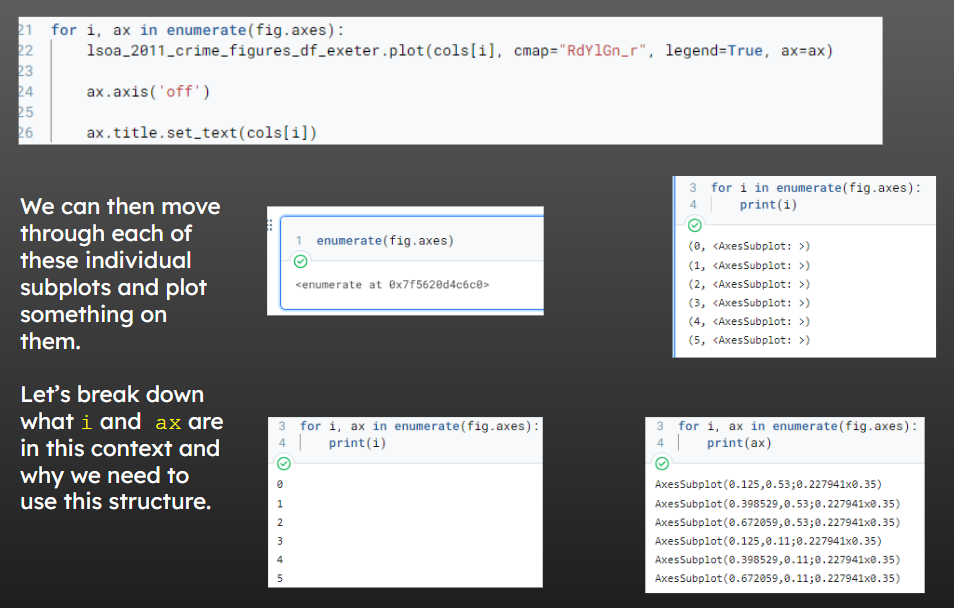 21 for i, ax in enumerate(fig.axes):
22 lsoa_2011_crime_figures_df_exeter.plot(cols[i], cmap="RdYlGn_r", legend=True, ax=ax)
23
24 ax.axis('off')
25
26 ax.title.set_text(cols[i])
We can then move
through each of
these individual
subplots and plot
something on
them.
Let's break down
what i and ax are
in this context and
why we need to
use this structure.
1 enumerate(fig.axes)
<enumerate at 0x7f5620d4c6c0>
3 for i in enumerate(fig.axes):
4 print(i)
(0, <AxesSubplot: >)
(1, <AxesSubplot: >)
(2, <AxesSubplot: >)
(3, <AxesSubplot: >)
(4, <AxesSubplot: >)
(5, <AxesSubplot: >)
3 for i, ax in enumerate(fig.axes):
4 print(i)
0
1
2
3
4
5
3 for i, ax in enumerate(fig.axes):
4 print(ax)
AxesSubplot(0.125,0.53;0.227941x0.35)
AxesSubplot(0.398529,0.53;0.227941x0.35)
AxesSubplot(0.672059,0.53;0.227941x0.35)
AxesSubplot(0.125,0.11;0.227941x0.35)
AxesSubplot(0.398529,0.11;0.227941x0.35)
AxesSubplot(0.672059,0.11;0.227941x0.35)